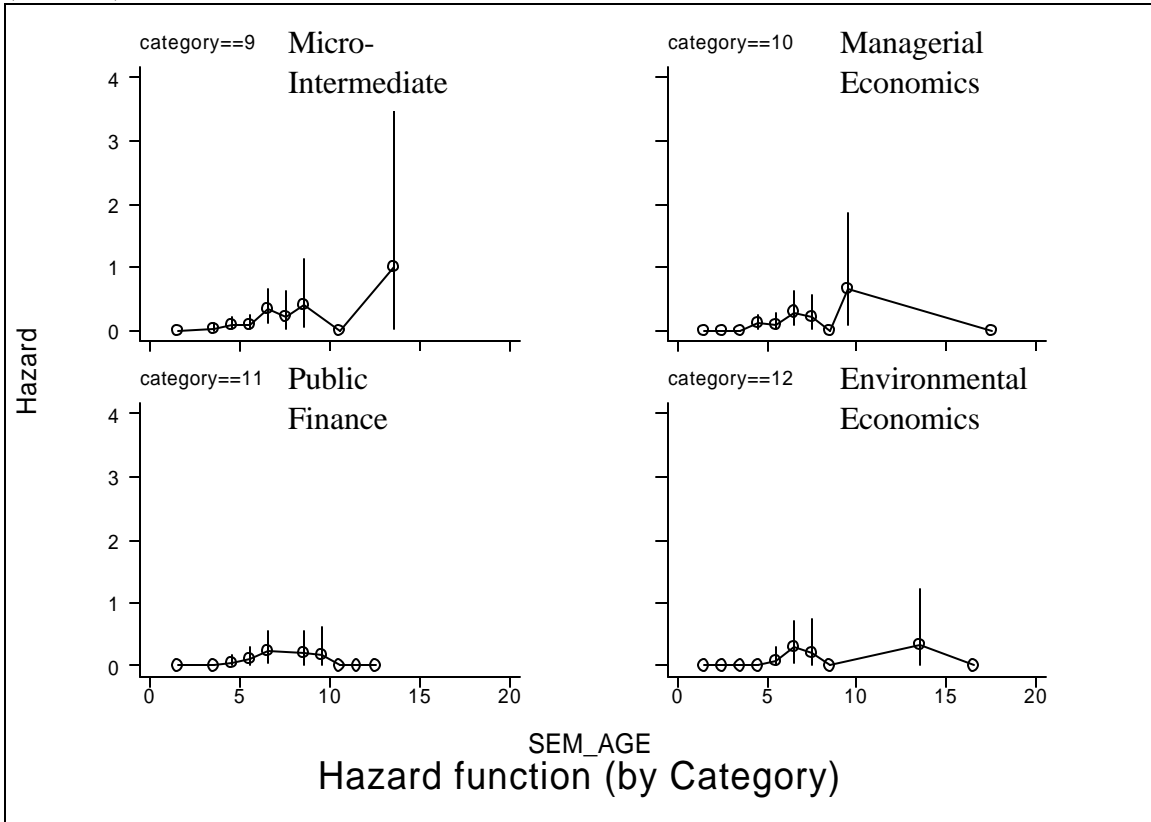 category==9 Micro-
Intermediate
category==10 Managerial
Economics
4
3
2
1
0
Hazard
category==11 Public
Finance
category==12 Environmental
Economics
4
3
2
1
0
0 5 10 15 20
0 5 10 15 20
SEM_AGE
Hazard function (by Category)